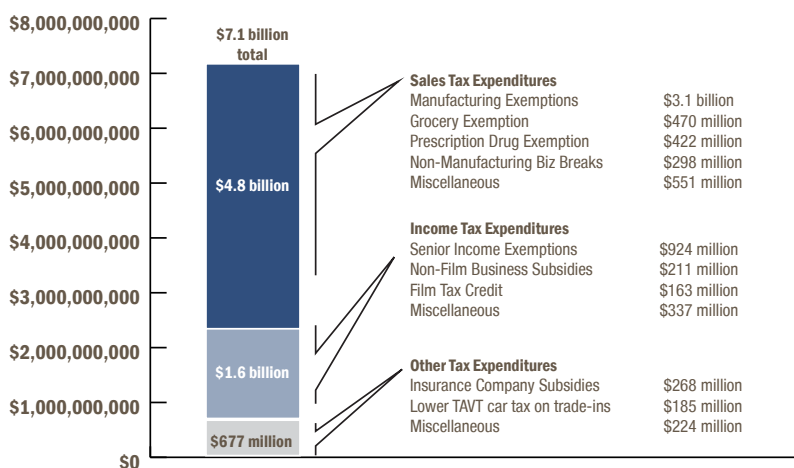 $8,000,000,000
$7,000,000,000
$6,000,000,000
$5,000,000,000
$4,000,000,000
$3,000,000,000
$2,000,000,000
$1,000,000,000
$0
$7.1 billion
total
$4.8 billion
$1.6 billion
$677 million
Sales Tax Expenditures
Manufacturing Exemptions $3.1 billion
Grocery Exemption $470 million
Prescription Drug Exemption $422 million
Non-Manufacturing Biz Breaks $298 million
Miscellaneous $551 million
Income Tax Expenditures
Senior Income Exemptions $924 million
Non-Film Business Subsidies $211 million
Film Tax Credit $163 million
Miscellaneous $337 million
Other Tax Expenditures
Insurance Company Subsidies $268 million
Lower TAVT car tax on trade-ins $185 million
Miscellaneous $224 million